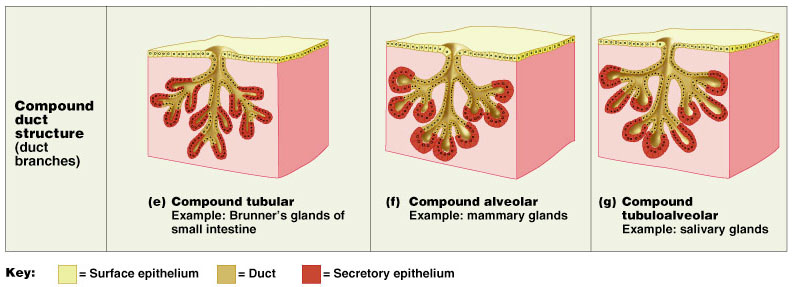 Compound
duct
structure
(duct
branches)
(e) Compound tubular
Example: Brunner's glands of
small intestine
(f) Compound alveolar
Example: mammary glands
(g) Compound
tubuloalveolar
Example: salivary glands
Key: = Surface epithelium = Duct = Secretory epithelium